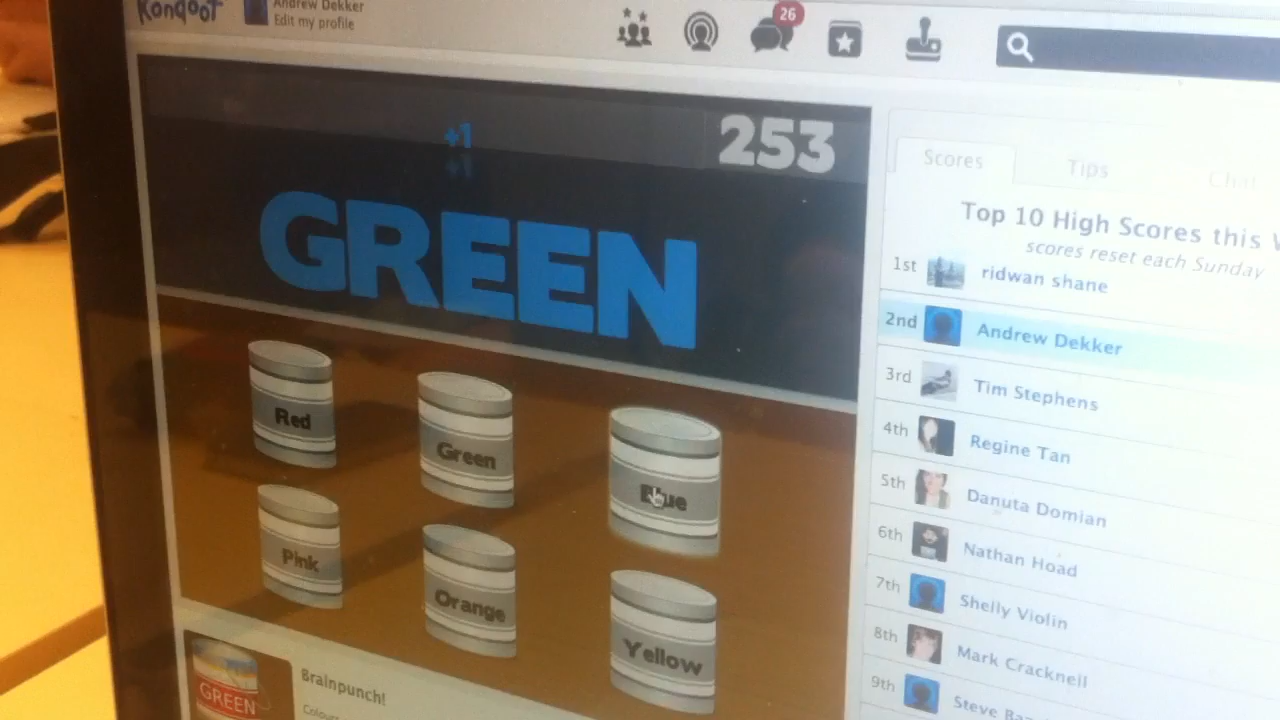 Kongoot
Andrew Dekker
Edit my profile
26
+1
253
GREEN
Red
Green
Blue
Pink
Orange
Yellow
GREEN
Brainpunch!
Scores
Tips
Chat
Top 10 High Scores this
scores reset each Sunday
1st ridwan shane
2nd Andrew Dekker
3rd Tim Stephens
4th Regine Tan
5th Danuta Domian
6th Nathan Hoad
7th Shelly Violin
8th Mark Cracknell
9th Steve